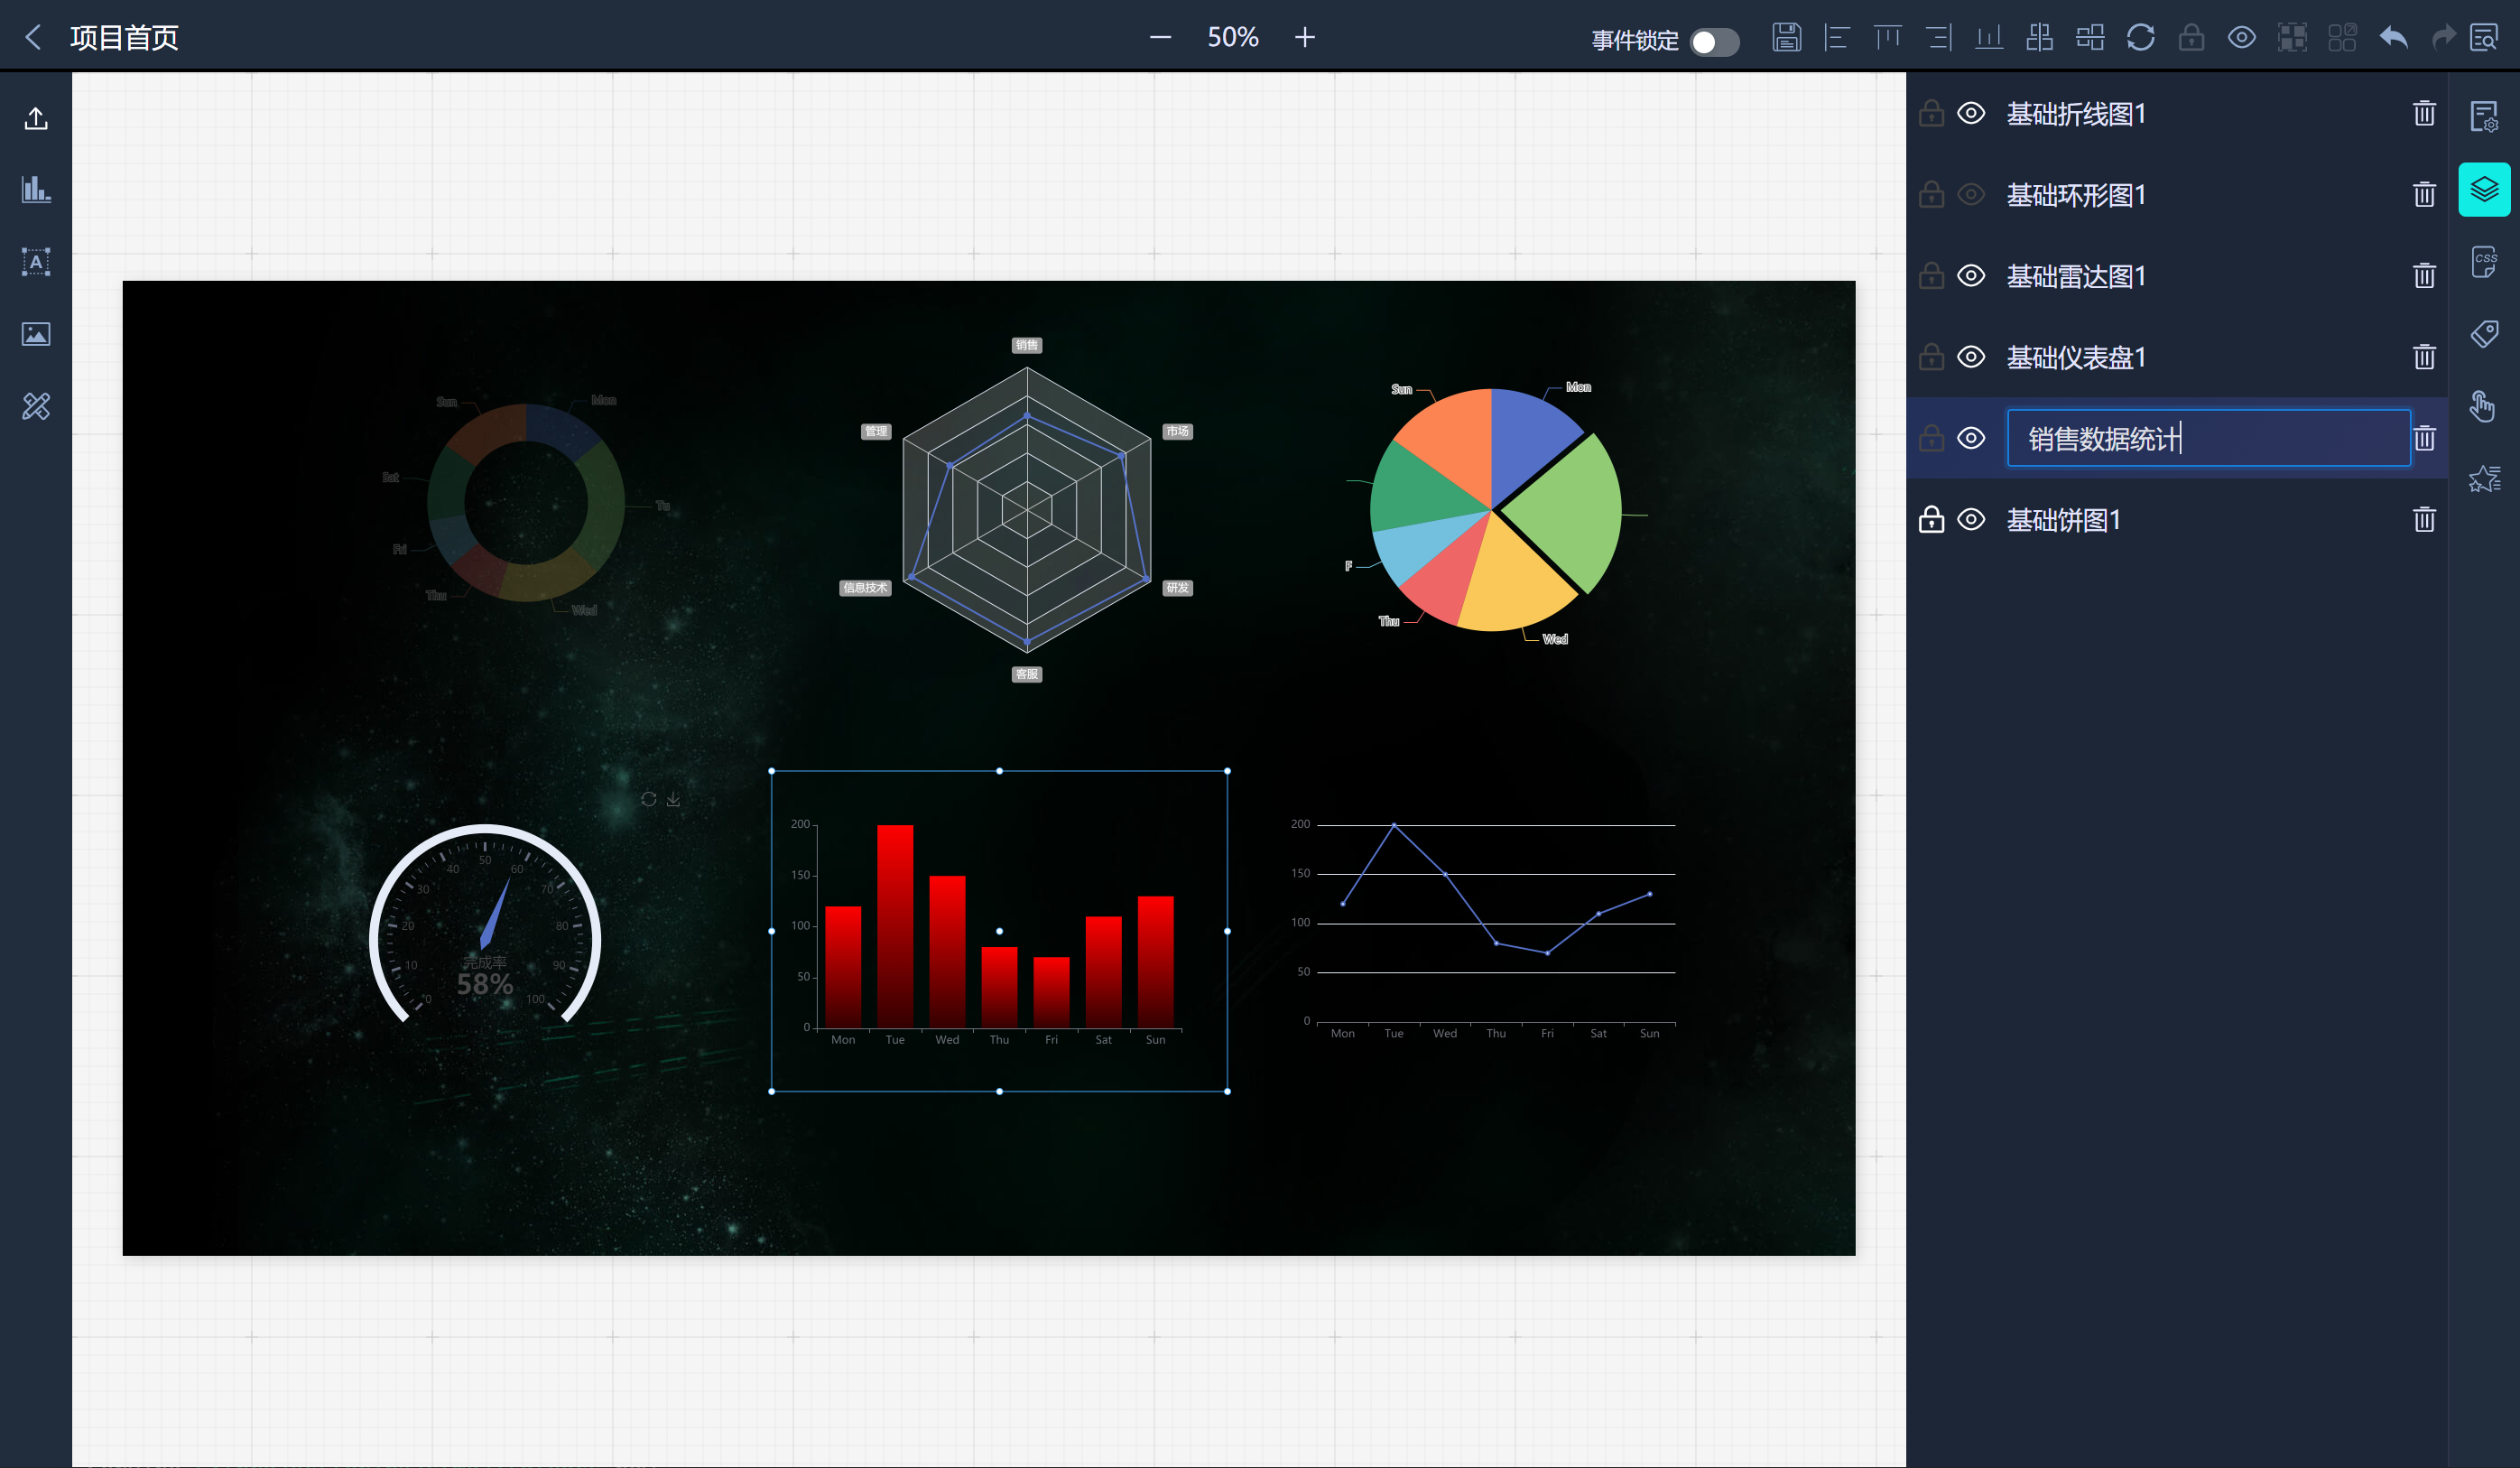 项目首页
50%
事件锁定
基础折线图1
基础环形图1
基础雷达图1
基础仪表盘1
销售数据统计
基础饼图1
A
CSS
Sun
Mon
Sat
Tu
Fri
Thu
Wed
销售
管理
市场
信息技术
研发
客服
Sun
Mon
F
Thu
Wed
50
40
60
30
70
20
80
10
90
0
100
完成率
58%
200
150
100
50
0
Mon Tue Wed Thu Fri Sat Sun
200
150
100
50
0
Mon Tue Wed Thu Fri Sat Sun